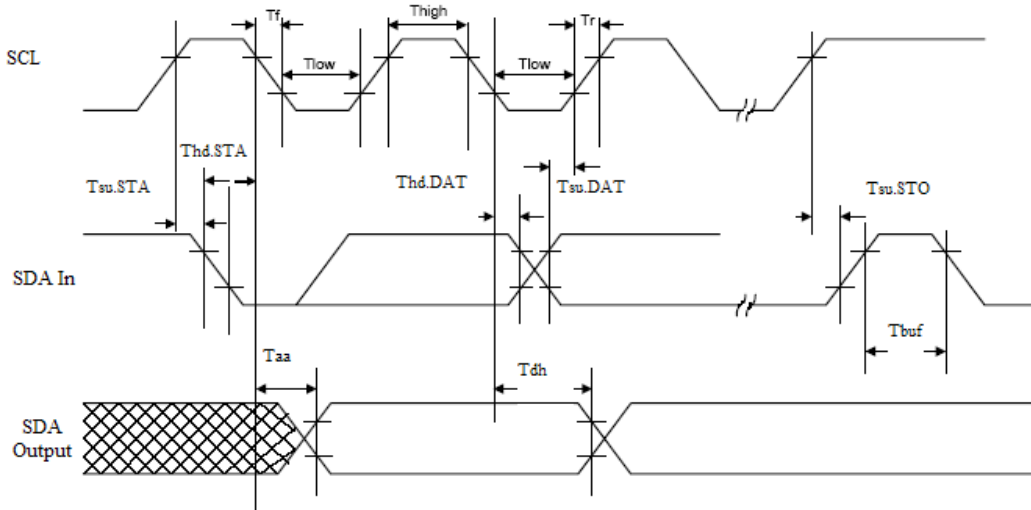 Tf
Thigh
Tr
SCL
Tlow
Tlow
Thd.STA
Tsu.STA
Thd.DAT
Tsu.DAT
Tsu.STO
SDA In
Tbuf
Taa
Tdh
SDA
Output